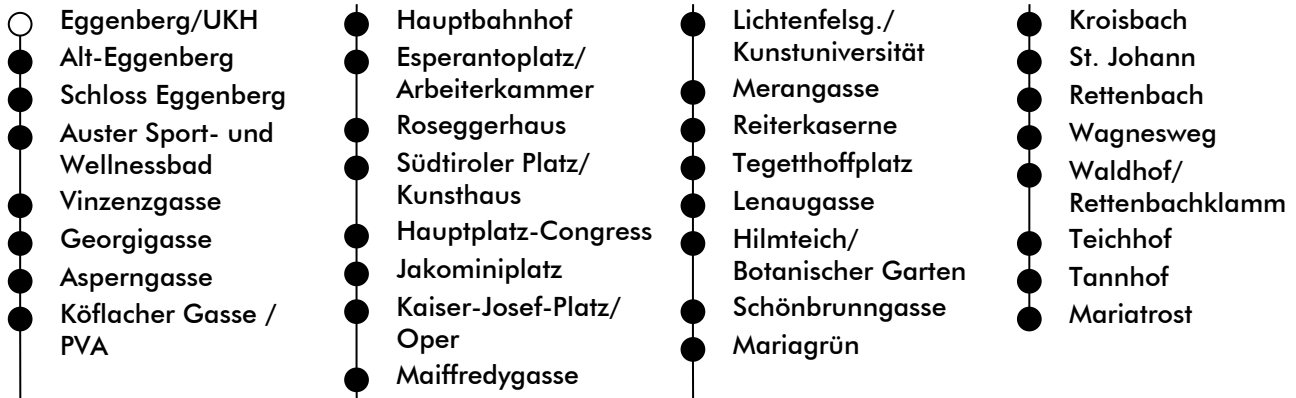 Eggenberg/UKH
Alt-Eggenberg
Schloss Eggenberg
Auster Sport- und
Wellnessbad
Vinzenzgasse
Georgigasse
Asperngasse
Köflacher Gasse /
PVA
Hauptbahnhof
Esperantoplatz/
Arbeiterkammer
Roseggerhaus
Südtiroler Platz/
Kunsthaus
Hauptplatz-Congress
Jakominiplatz
Kaiser-Josef-Platz/
Oper
Maiffredygasse
Lichtenfelsg./
Kunstuniversität
Merangasse
Reiterkaserne
Tegetthoffplatz
Lenaugasse
Hilmteich/
Botanischer Garten
Schönbrunngasse
Mariagrün
Kroisbach
St. Johann
Rettenbach
Wagnesweg
Waldhof/
Rettenbachklamm
Teichhof
Tannhof
Mariatrost